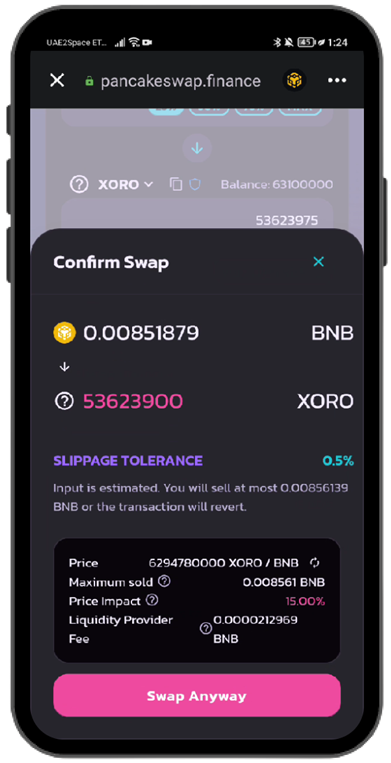 UAE2Space ET... 45 1:24
pancakeswap.finance
XORO Balance: 63100000
53623975
Confirm Swap
0.00851879 BNB
53623900 XORO
SLIPPAGE TOLERANCE 0.5%
Input is estimated. You will sell at most 0.00856139
BNB or the transaction will revert.
Price 6294780000 XORO / BNB
Maximum sold 0.008561 BNB
Price Impact 15.00%
Liquidity Provider 0.0000212969
Fee BNB
Swap Anyway